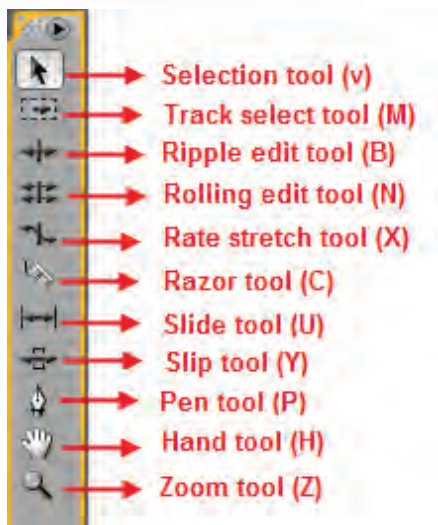 Selection tool (v)
Track select tool (M)
Ripple edit tool (B)
Rolling edit tool (N)
Rate stretch tool (X)
Razor tool (C)
Slide tool (U)
Slip tool (Y)
Pen tool (P)
Hand tool (H)
Zoom tool (Z)